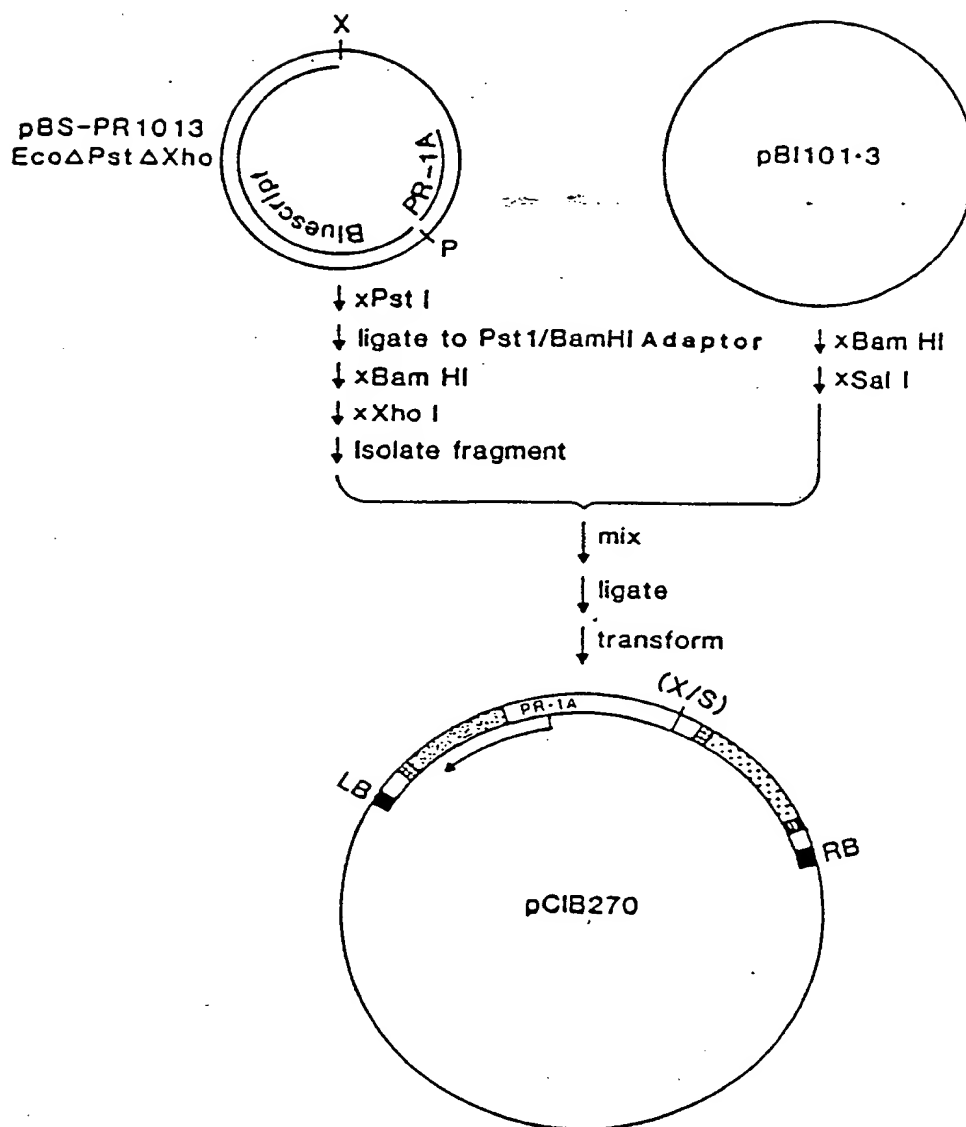 X
pBS-PR1013
EcoΔPstΔXho
Bluescript
PR-1A
P
pBI101·3
xPst I
ligate to Pst1/BamHI Adaptor
xBam HI
xXho I
Isolate fragment
xBam HI
xSal I
mix
ligate
transform
(X/S)
PR-1A
LB
RB
pCIB270